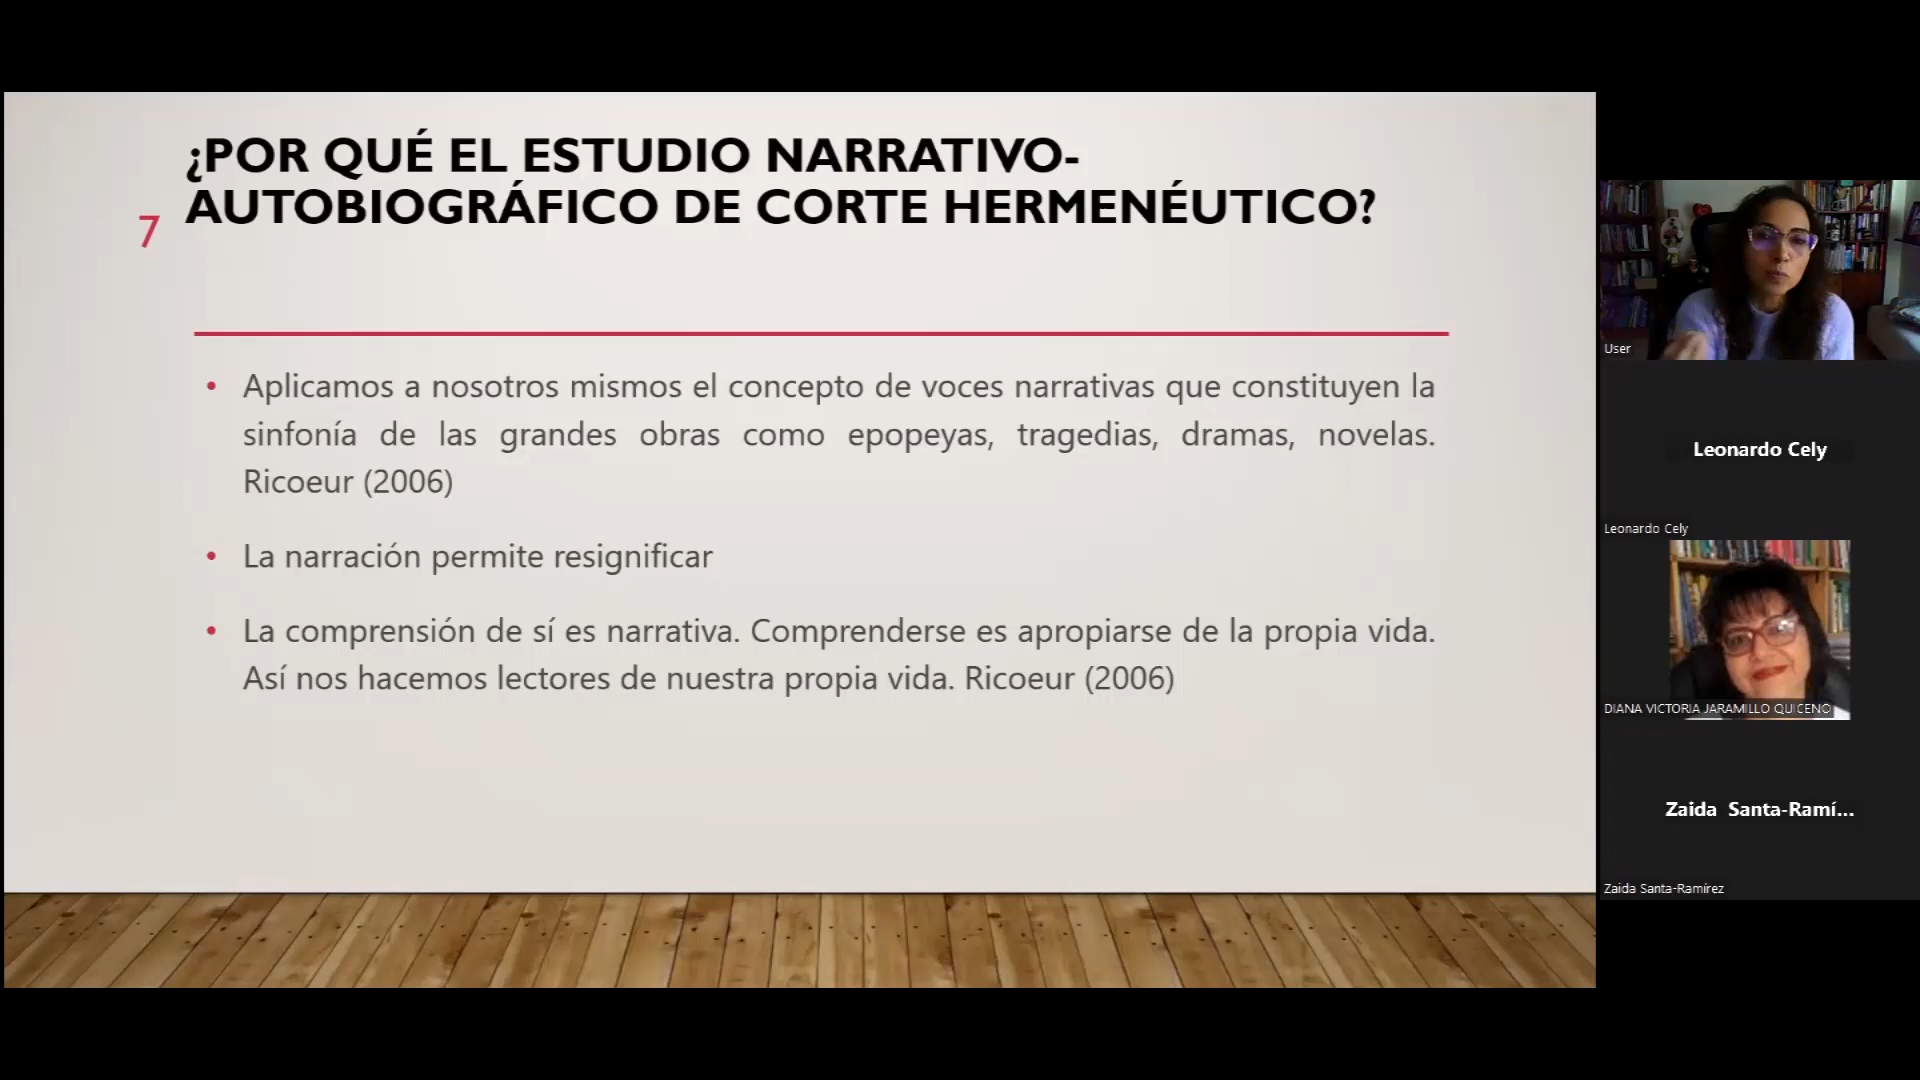 ¿POR QUÉ EL ESTUDIO NARRATIVO-
AUTOBIOGRÁFICO DE CORTE HERMENÉUTICO?
7
• Aplicamos a nosotros mismos el concepto de voces narrativas que constituyen la
sinfonía de las grandes obras como epopeyas, tragedias, dramas, novelas.
Ricoeur (2006)
• La narración permite resignificar
• La comprensión de sí es narrativa. Comprenderse es apropiarse de la propia vida.
Así nos hacemos lectores de nuestra propia vida. Ricoeur (2006)
User
Leonardo Cely
Leonardo Cely
DIANA VICTORIA JARAMILLO QUICENO
Zaida Santa-Ramí...
Zaida Santa-Ramírez